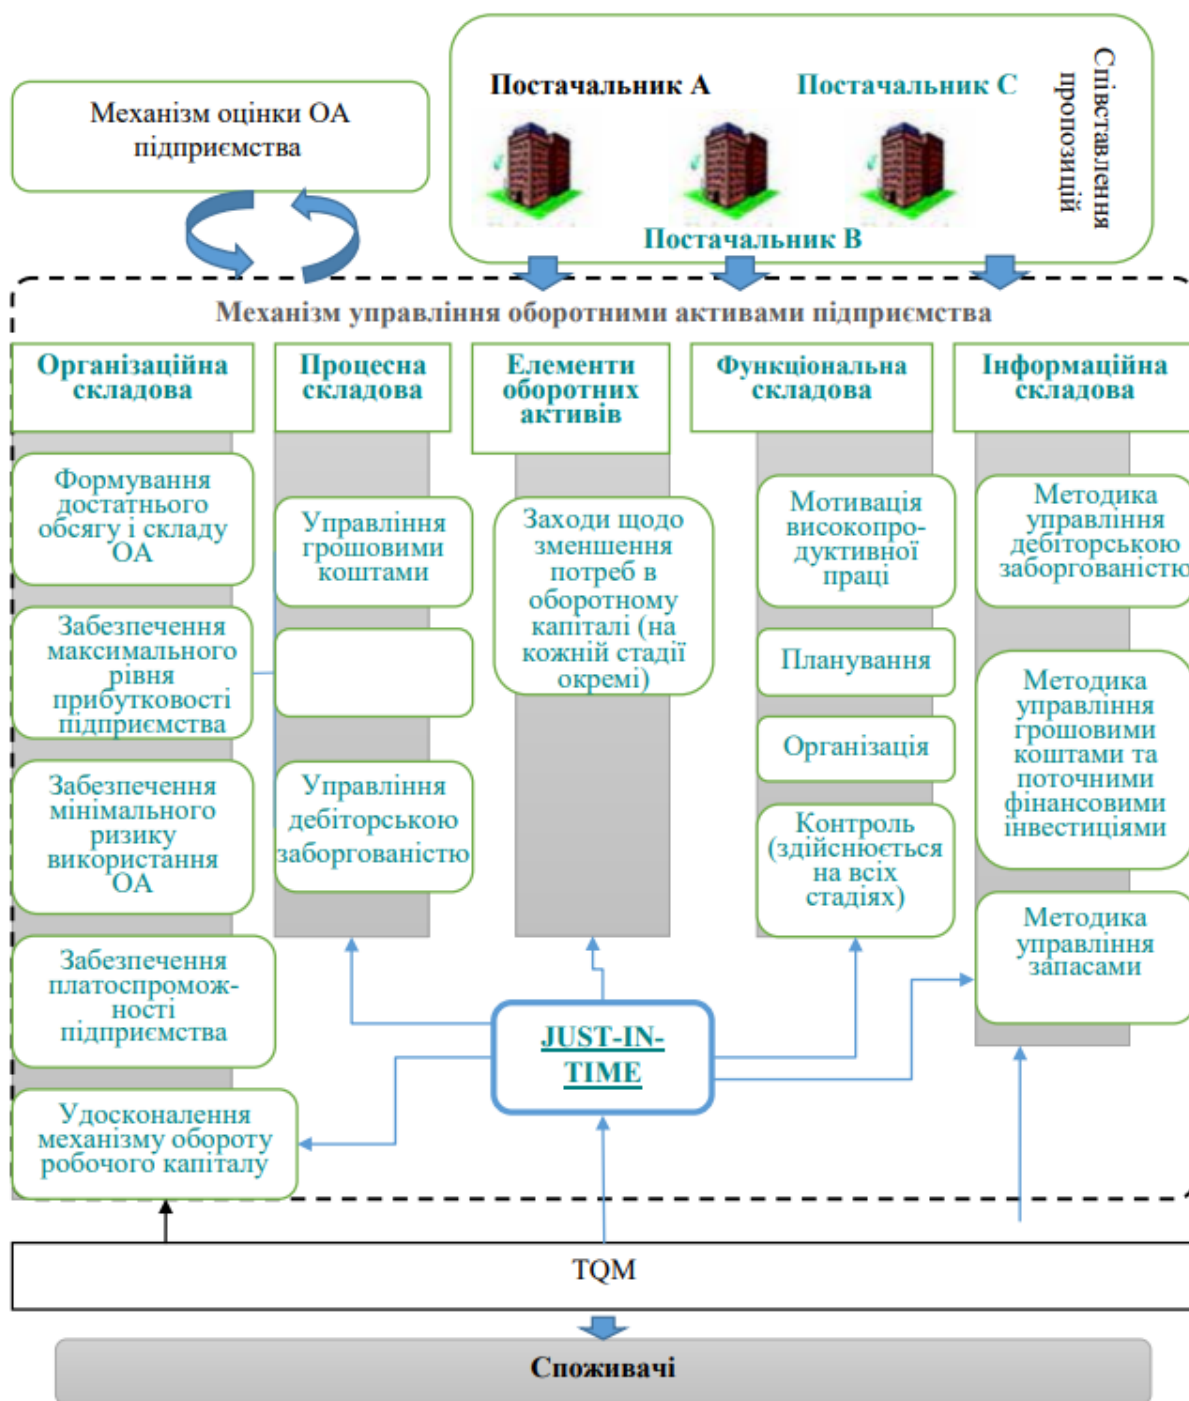 Механізм оцінки ОА
підприємства
Постачальник А
Постачальник С
Постачальник В
Співставлення
пропозицій
Механізм управління оборотними активами підприємства
Організаційна
складова
Формування
достатнього
обсягу і складу
ОА
Забезпечення
максимального
рівня
прибутковості
підприємства
Забезпечення
мінімального
ризику
використання
ОА
Забезпечення
платоспромож-
ності
підприємства
Удосконалення
механізму обороту
робочого капіталу
Процесна
складова
Управління
грошовими
коштами
Управління
дебіторською
заборгованістю
Елементи
оборотних
активів
Заходи щодо
зменшення
потреб в
оборотному
капіталі (на
кожній стадії
окремі)
Функціональна
складова
Мотивація
високопро-
дуктивної
праці
Планування
Організація
Контроль
(здійснюється
на всіх
стадіях)
Інформаційна
складова
Методика
управління
дебіторською
заборгованістю
Методика
управління
грошовими
коштами та
поточними
фінансовими
інвестиціями
Методика
управління
запасами
JUST-IN-
TIME
TQM
Споживачі